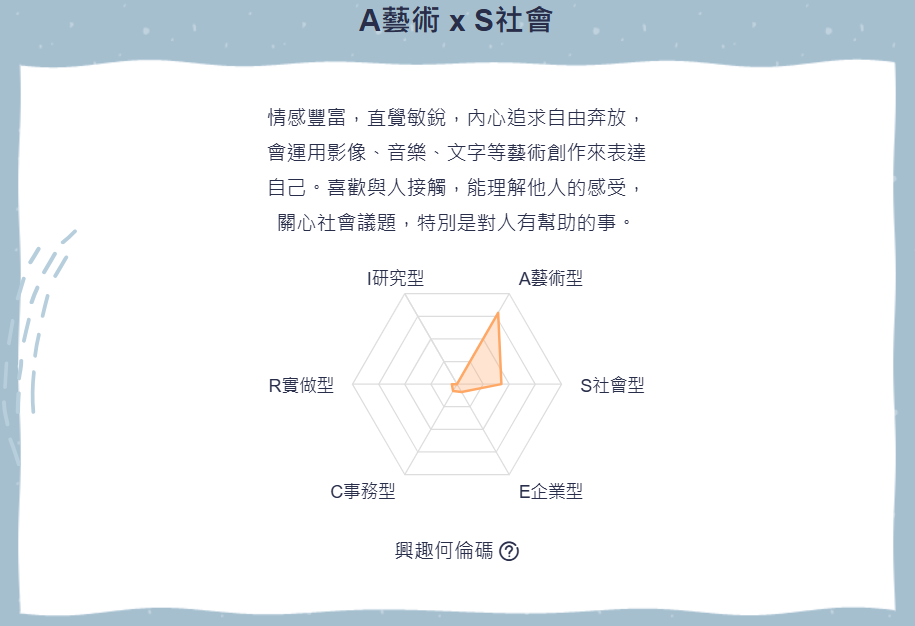 A藝術 x S社會
情感豐富，直覺敏銳，內心追求自由奔放，
會運用影像、音樂、文字等藝術創作來表達
自己。喜歡與人接觸，能理解他人的感受，
關心社會議題，特別是對人有幫助的事。
I研究型
A藝術型
R實做型
S社會型
C事務型
E企業型
興趣何倫碼 ?